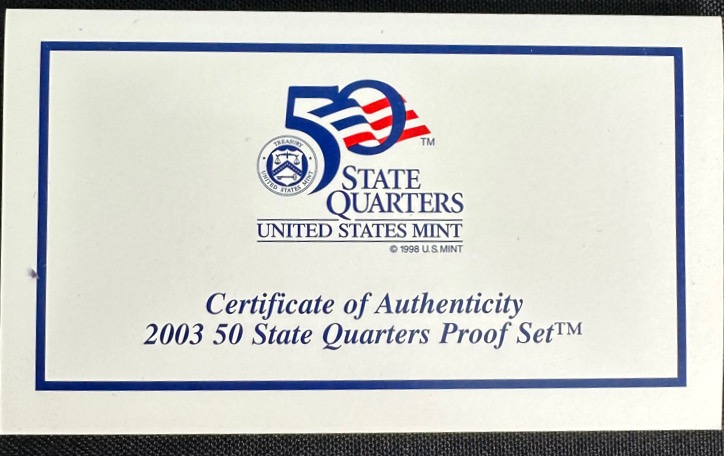 50
TM
TREASURY
UNITED STATES MINT
STATE
QUARTERS
UNITED STATES MINT
© 1998 U.S. MINT
Certificate of Authenticity
2003 50 State Quarters Proof Set™